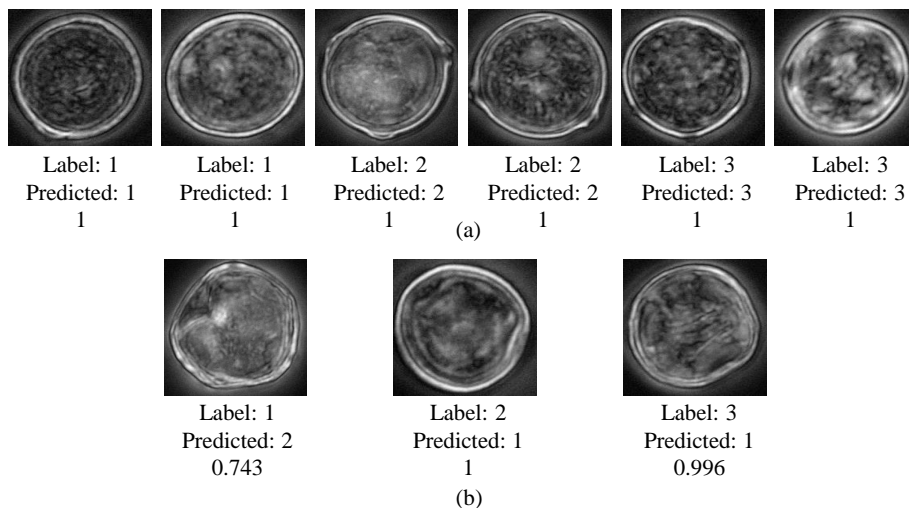 Label: 1 Label: 1 Label: 2 Label: 2 Label: 3 Label: 3
Predicted: 1 Predicted: 1 Predicted: 2 Predicted: 2 Predicted: 3 Predicted: 3
1 1 1 1 1 1
(a)
Label: 1 Label: 2 Label: 3
Predicted: 2 Predicted: 1 Predicted: 1
0.743 1 0.996
(b)